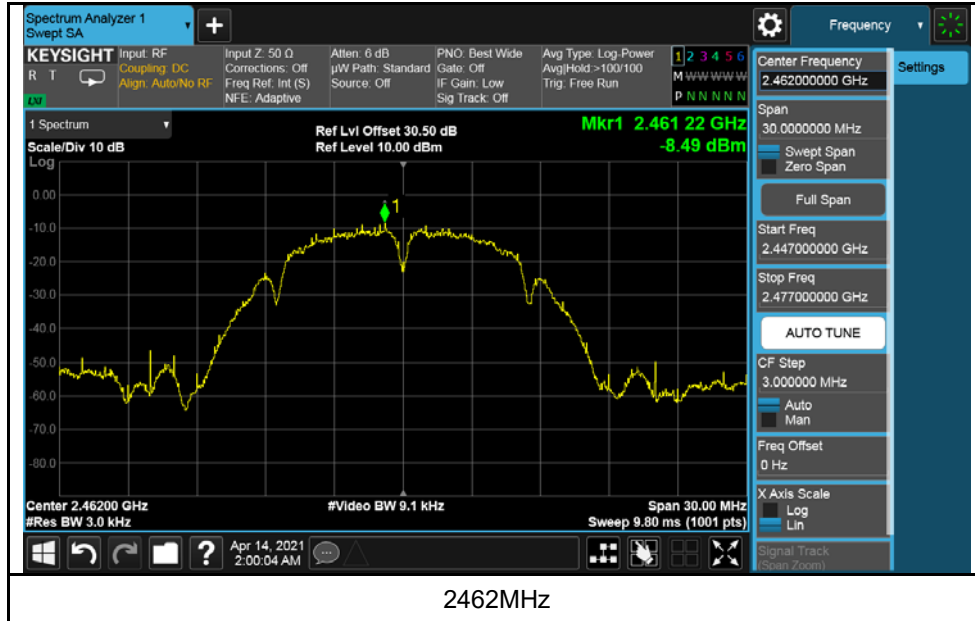 Spectrum Analyzer 1
Swept SA
+
Frequency
KEYSIGHT
R T
LXI
Input: RF
Coupling: DC
Align: Auto/No RF
Input Z: 50 Ω
Corrections: Off
Freq Ref: Int (S)
NFE: Adaptive
Atten: 6 dB
µW Path: Standard
Source: Off
PNO: Best Wide
Gate: Off
IF Gain: Low
Sig Track: Off
Avg Type: Log-Power
Avg|Hold:>100/100
Trig: Free Run
1 2 3 4 5 6
M W W W W W
P N N N N N
1 Spectrum
Scale/Div 10 dB
Log
Ref Lvl Offset 30.50 dB
Ref Level 10.00 dBm
Mkr1 2.461 22 GHz
-8.49 dBm
1
0.00
-10.0
-20.0
-30.0
-40.0
-50.0
-60.0
-70.0
-80.0
Center 2.46200 GHz
#Res BW 3.0 kHz
#Video BW 9.1 kHz
Span 30.00 MHz
Sweep 9.80 ms (1001 pts)
?
Apr 14, 2021
2:00:04 AM
Center Frequency
2.462000000 GHz
Span
30.0000000 MHz
Swept Span
Zero Span
Full Span
Start Freq
2.447000000 GHz
Stop Freq
2.477000000 GHz
AUTO TUNE
CF Step
3.000000 MHz
Auto
Man
Freq Offset
0 Hz
X Axis Scale
Log
Lin
Signal Track
(Span Zoom)
Settings
2462MHz